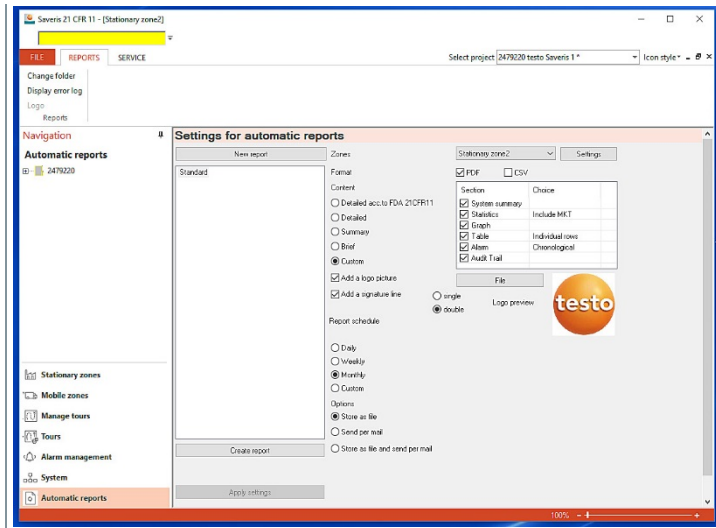 Saveris 21 CFR 11 - [Stationary zone2]
FILE REPORTS SERVICE Select project 2479220 testo Saveris 1 * Icon style
Change folder
Display error log
Logo
Reports
Navigation
Automatic reports
2479220
Stationary zones
Mobile zones
Manage tours
Tours
Alarm management
System
Automatic reports
Settings for automatic reports
New report
Standard
Create report
Apply settings
Zones Stationary zone2 Settings
Format PDF CSV
Content
Detailed acc.to FDA 21CFR11
Detailed
Summary
Brief
Custom
Section Choice
System summary
Statistics Include MKT
Graph
Table Individual rows
Alarm Chronological
Audit Trail
Add a logo picture File
Add a signature line single
double
Logo preview
testo
Report schedule
Daily
Weekly
Monthly
Custom
Options
Store as file
Send per mail
Store as file and send per mail
100%